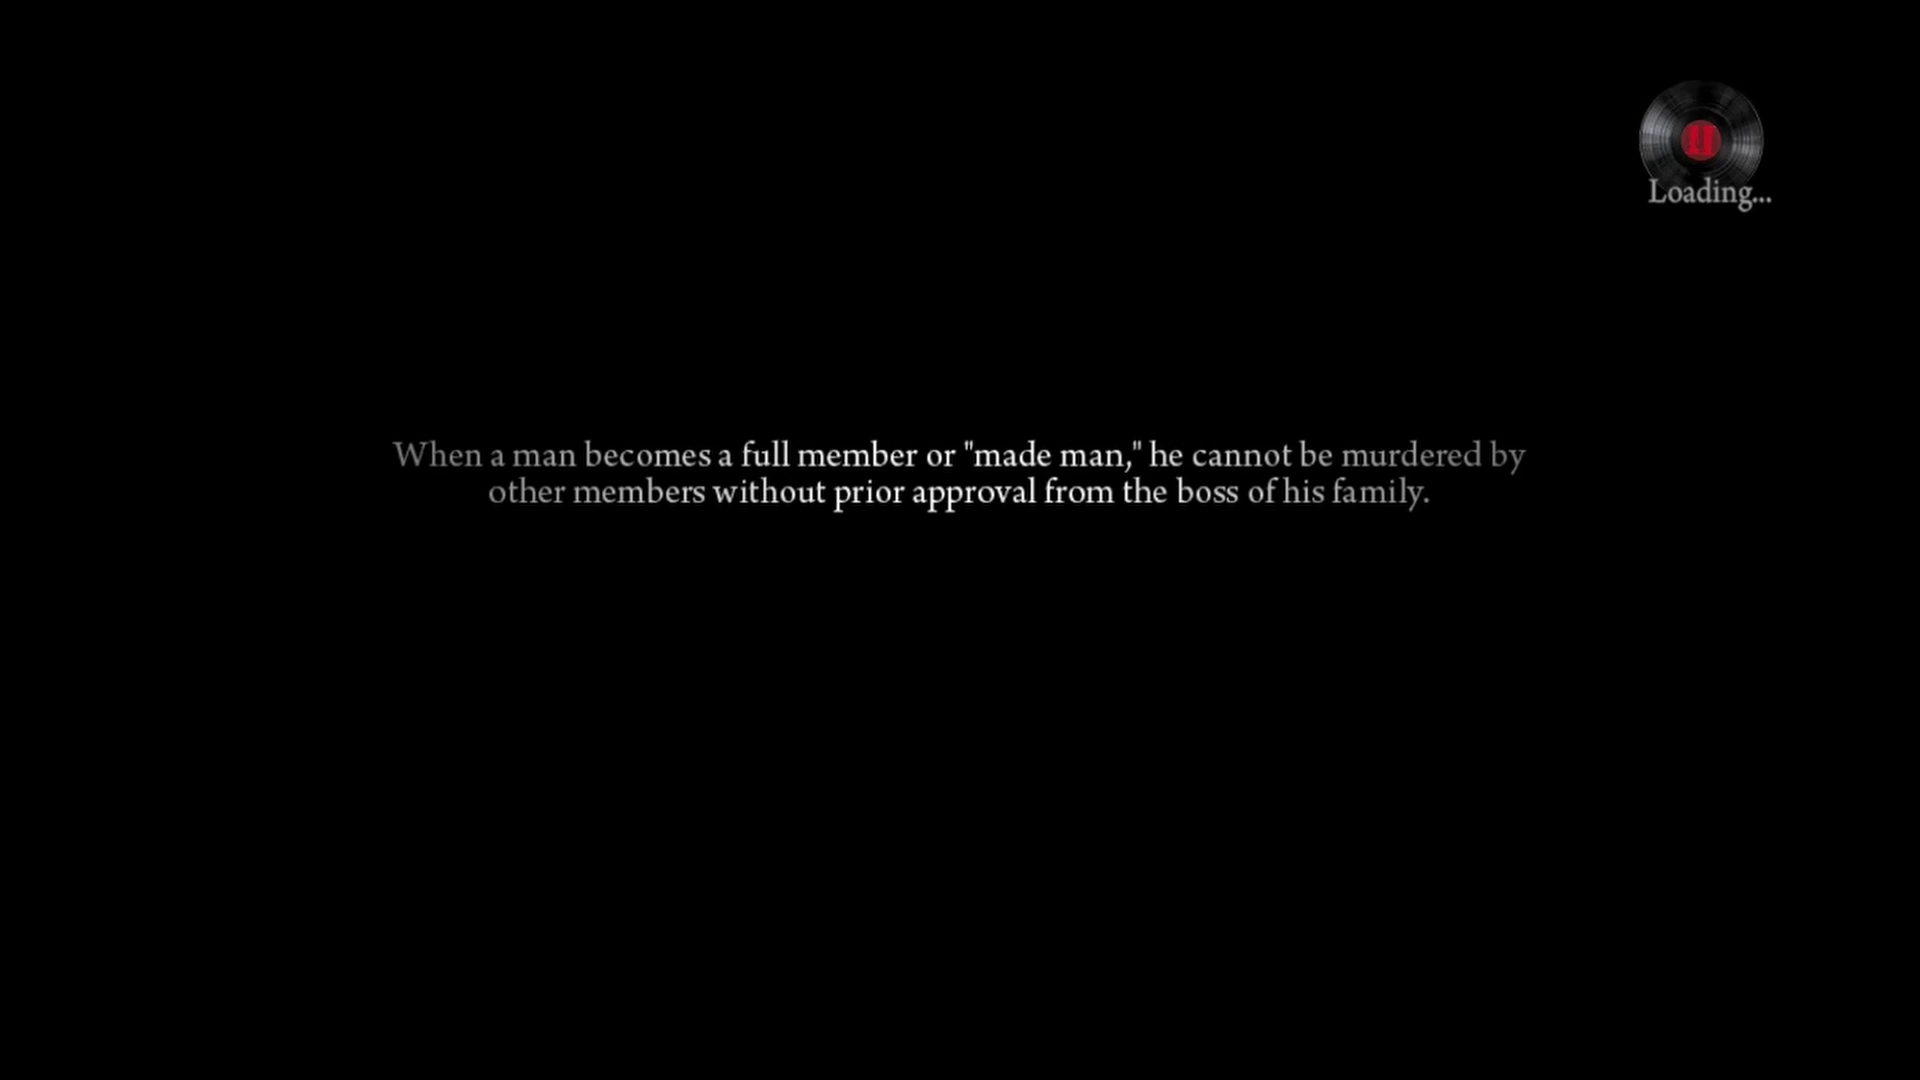 II
Loading...
When a man becomes a full member or "made man," he cannot be murdered by
other members without prior approval from the boss of his family.